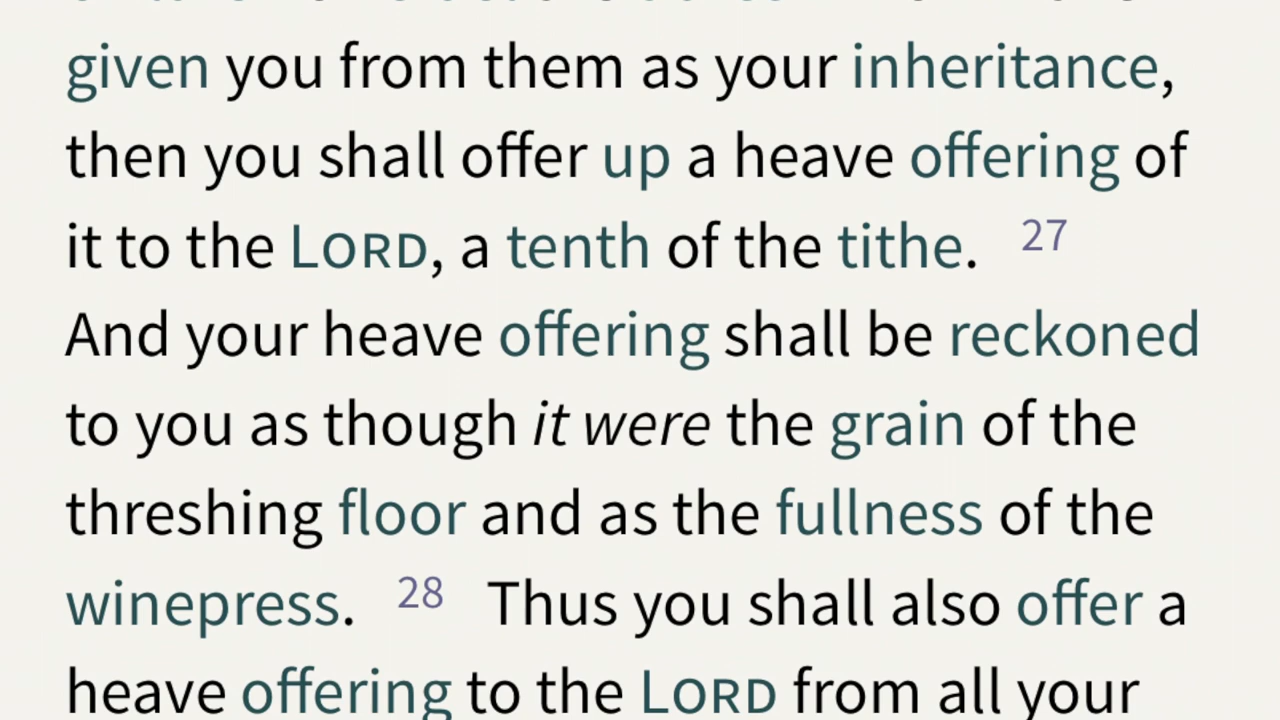 given you from them as your inheritance,
then you shall offer up a heave offering of
it to the LORD, a tenth of the tithe. 27
And your heave offering shall be reckoned
to you as though it were the grain of the
threshing floor and as the fullness of the
winepress. 28 Thus you shall also offer a
heave offering to the LORD from all your